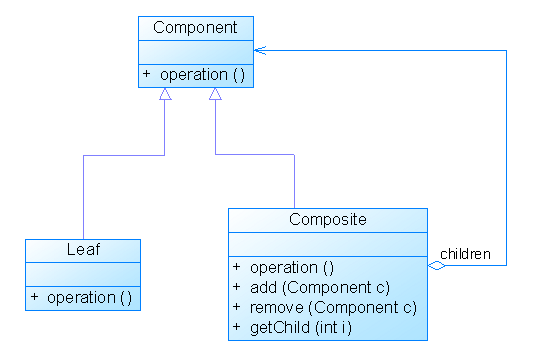 Component
+ operation ()
Leaf
+ operation ()
Composite
+ operation ()
+ add (Component c)
+ remove (Component c)
+ getChild (int i)
children